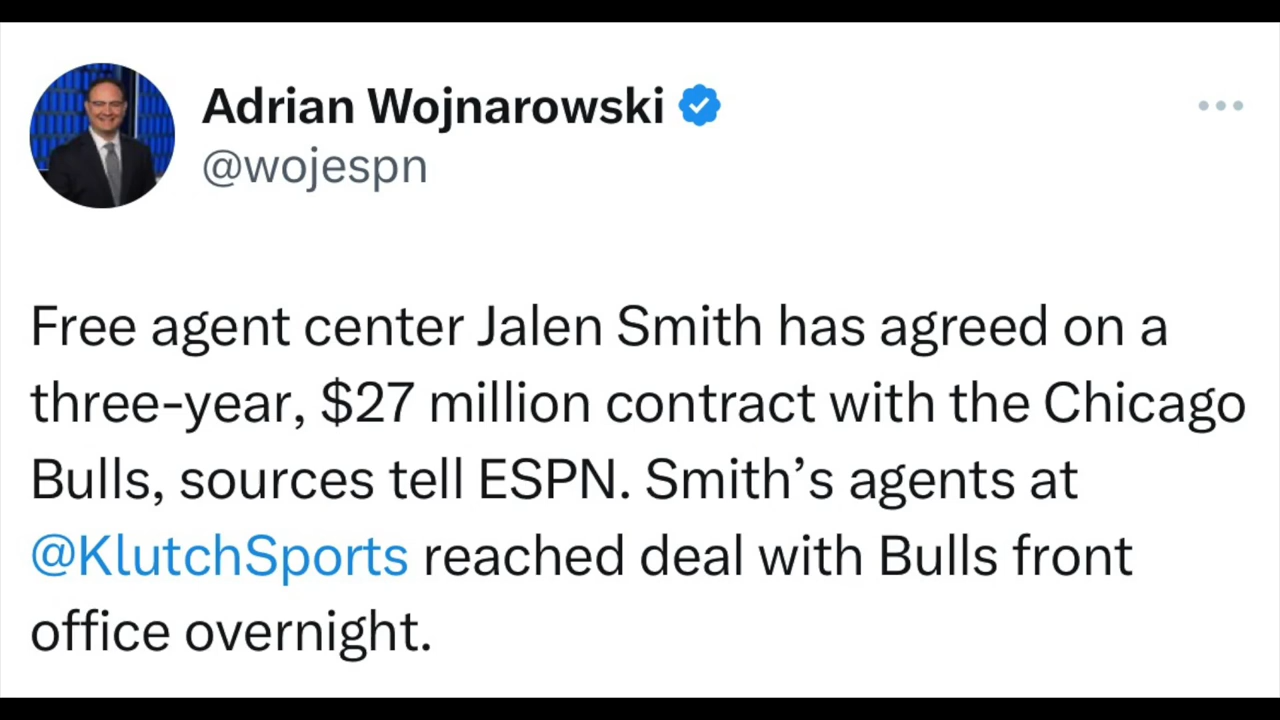 Adrian Wojnarowski
@wojespn
Free agent center Jalen Smith has agreed on a
three-year, $27 million contract with the Chicago
Bulls, sources tell ESPN. Smith’s agents at
@KlutchSports reached deal with Bulls front
office overnight.